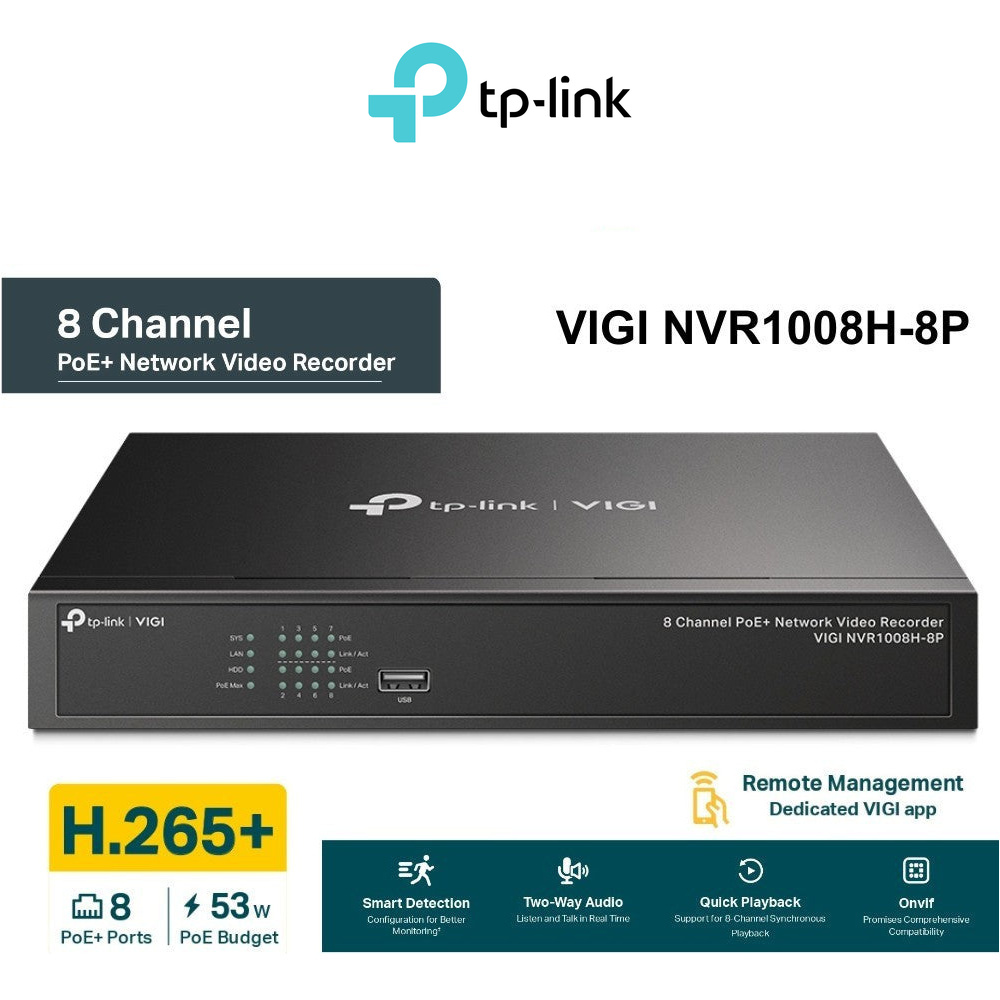 tp-link
8 Channel
PoE+ Network Video Recorder
VIGI NVR1008H-8P
tp-link | VIGI
tp-link | VIGI
8 Channel PoE+ Network Video Recorder
VIGI NVR1008H-8P
1 3 5 7
SYS PoE
LAN Link/Act
HDD PoE
PoE Max Link/Act
2 4 6 8
USB
Remote Management
Dedicated VIGI app
H.265+
8
PoE+ Ports
53 W
PoE Budget
Smart Detection
Configuration for Better
Monitoring‡
Two-Way Audio
Listen and Talk in Real Time
Quick Playback
Support for 8-Channel Synchronous
Playback
Onvif
Promises Comprehensive
Compatibility